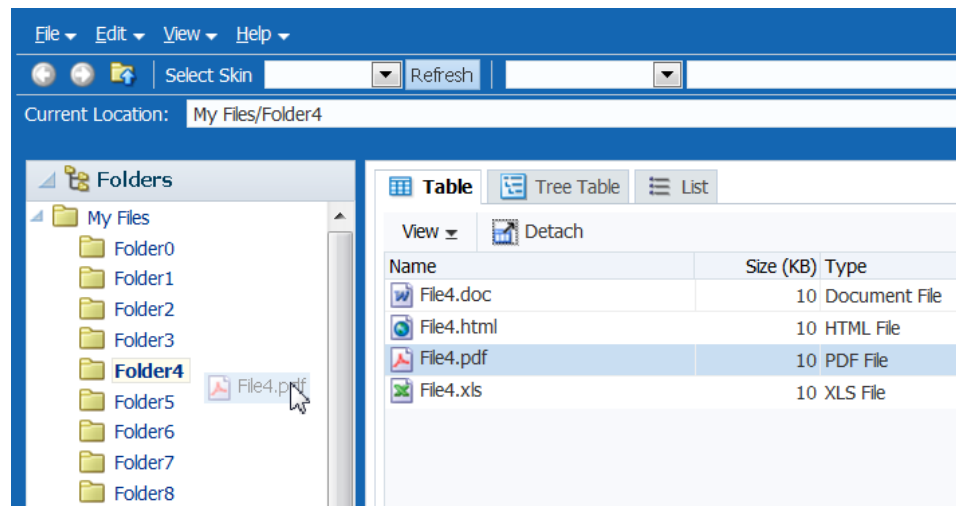 File Edit View Help
Select Skin Refresh
Current Location: My Files/Folder4
Folders
My Files
Folder0
Folder1
Folder2
Folder3
Folder4
File4.pdf
Folder5
Folder6
Folder7
Folder8
Table Tree Table List
View Detach
Name Size (KB) Type
File4.doc 10 Document File
File4.html 10 HTML File
File4.pdf 10 PDF File
File4.xls 10 XLS File